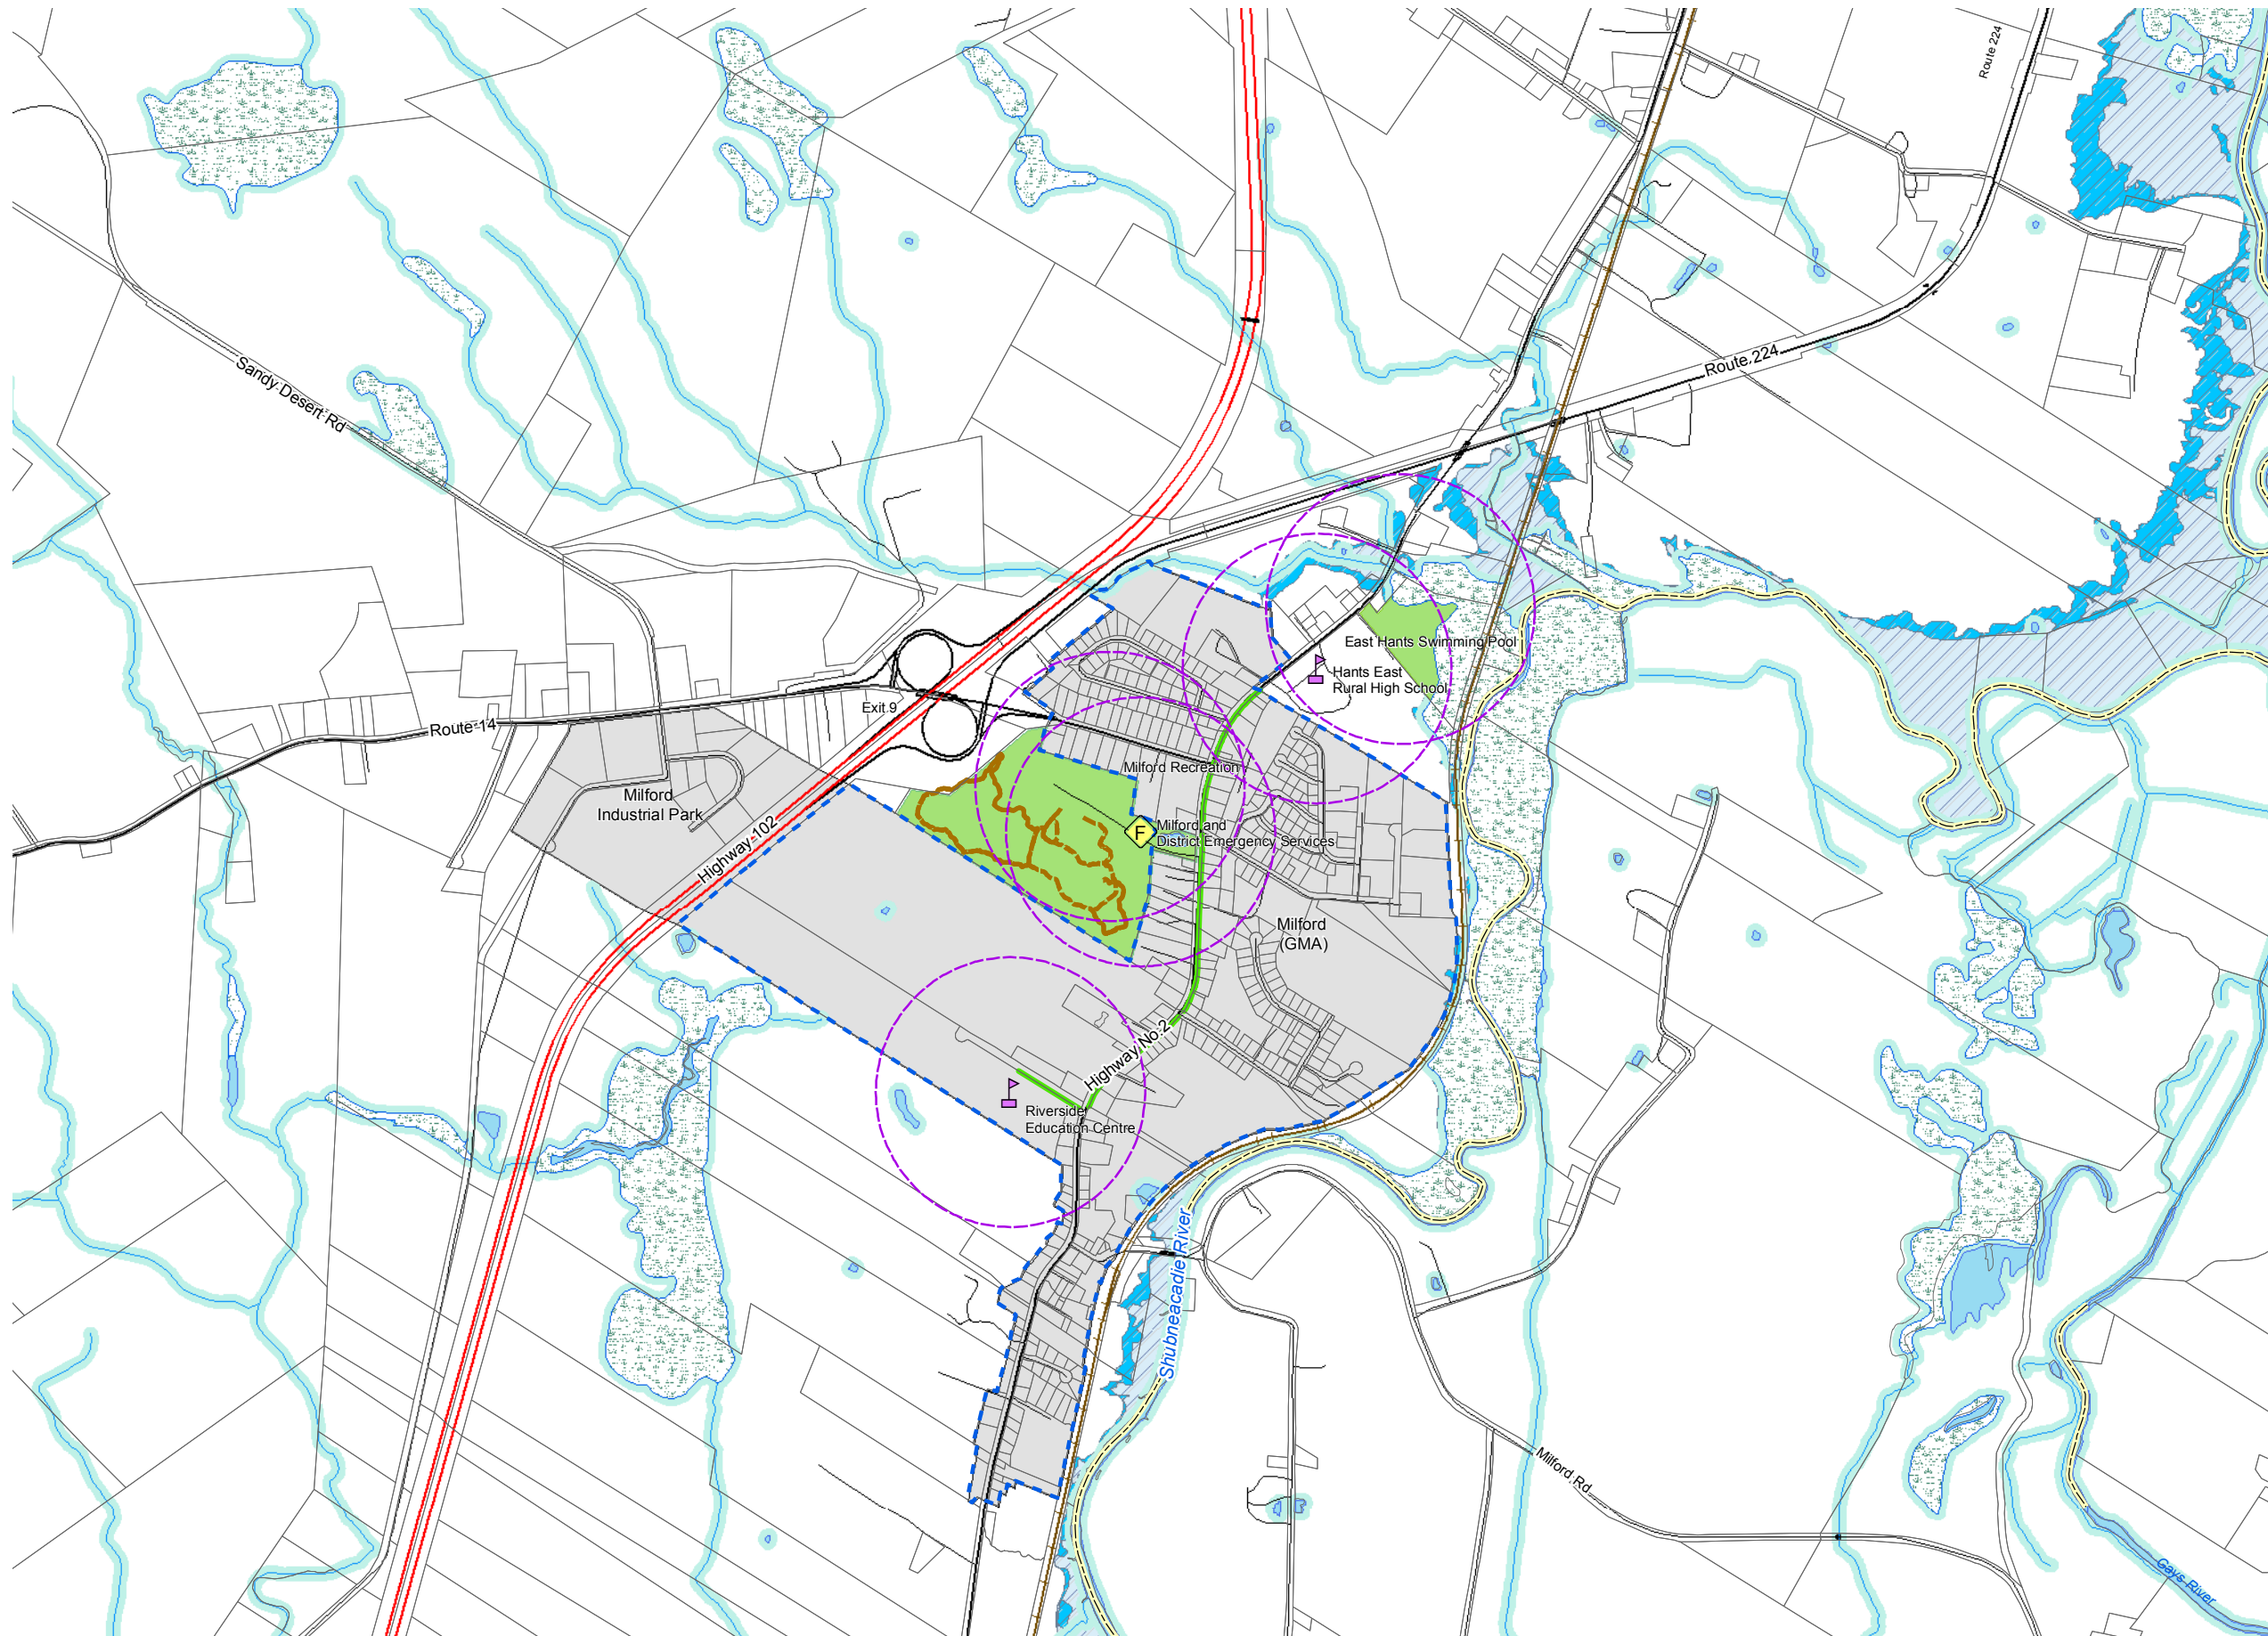 Route 224
Route 224
Sandy Desert Rd
East Hants Swimming Pool
Hants East
Rural High School
Exit 9
Route 14
Milford Recreation
Milford
Industrial Park
Highway 102
F
Milford and
District Emergency Services
Milford
(GMA)
Highway No.2
Riverside
Education Centre
Shubneacadie River
Milford Rd
Gays River